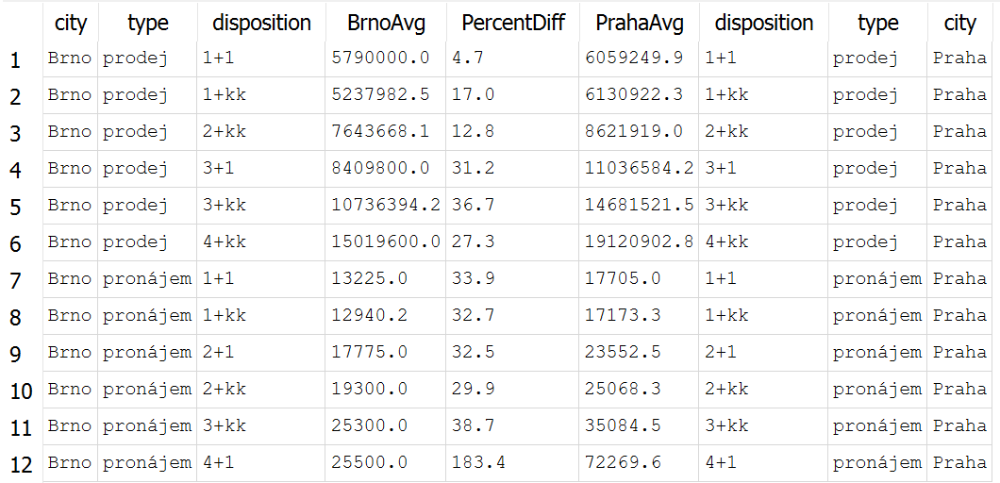 city type disposition BrnoAvg PercentDiff PrahaAvg disposition type city
1 Brno prodej 1+1 5790000.0 4.7 6059249.9 1+1 prodej Praha
2 Brno prodej 1+kk 5237982.5 17.0 6130922.3 1+kk prodej Praha
3 Brno prodej 2+kk 7643668.1 12.8 8621919.0 2+kk prodej Praha
4 Brno prodej 3+1 8409800.0 31.2 11036584.2 3+1 prodej Praha
5 Brno prodej 3+kk 10736394.2 36.7 14681521.5 3+kk prodej Praha
6 Brno prodej 4+kk 15019600.0 27.3 19120902.8 4+kk prodej Praha
7 Brno pronájem 1+1 13225.0 33.9 17705.0 1+1 pronájem Praha
8 Brno pronájem 1+kk 12940.2 32.7 17173.3 1+kk pronájem Praha
9 Brno pronájem 2+1 17775.0 32.5 23552.5 2+1 pronájem Praha
10 Brno pronájem 2+kk 19300.0 29.9 25068.3 2+kk pronájem Praha
11 Brno pronájem 3+kk 25300.0 38.7 35084.5 3+kk pronájem Praha
12 Brno pronájem 4+1 25500.0 183.4 72269.6 4+1 pronájem Praha